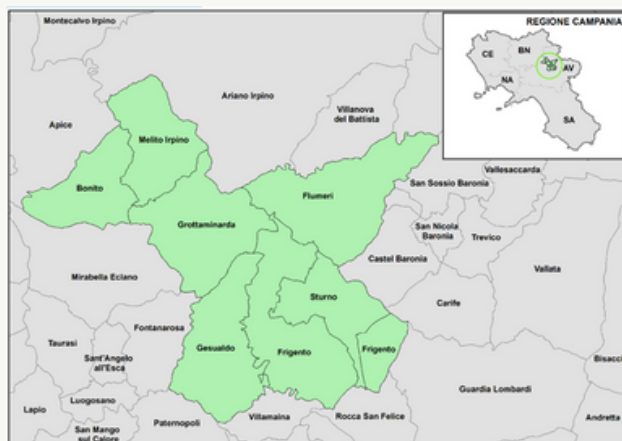 Montecalvo Irpino
REGIONE CAMPANIA
CE
BN
AV
NA
SA
Ariano Irpino
Villanova
del Battista
Apice
Melito Irpino
Bonito
Flumeri
Vallesaccarda
San Sossio Baronia
Grottaminarda
San Nicola
Baronia
Trevico
Castel Baronia
Vallata
Mirabella Eclano
Sturno
Carife
Fontanarosa
Taurasi
Sant'Angelo
all'Esca
Gesualdo
Frigento
Frigento
Bisacci
Guardia Lombardi
Luogosano
Lapio
Paternopoli
Villamaina
Rocca San Felice
Andretta
San Mango
sul Calore